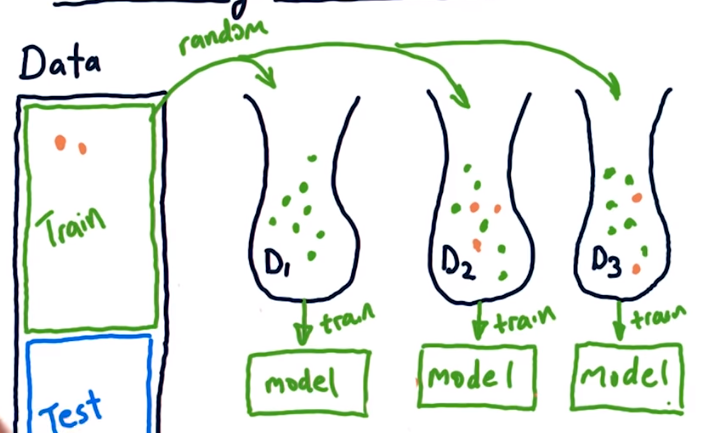 random
Data
Train
D1
D2
D3
train
train
train
model
Model
Model
Test